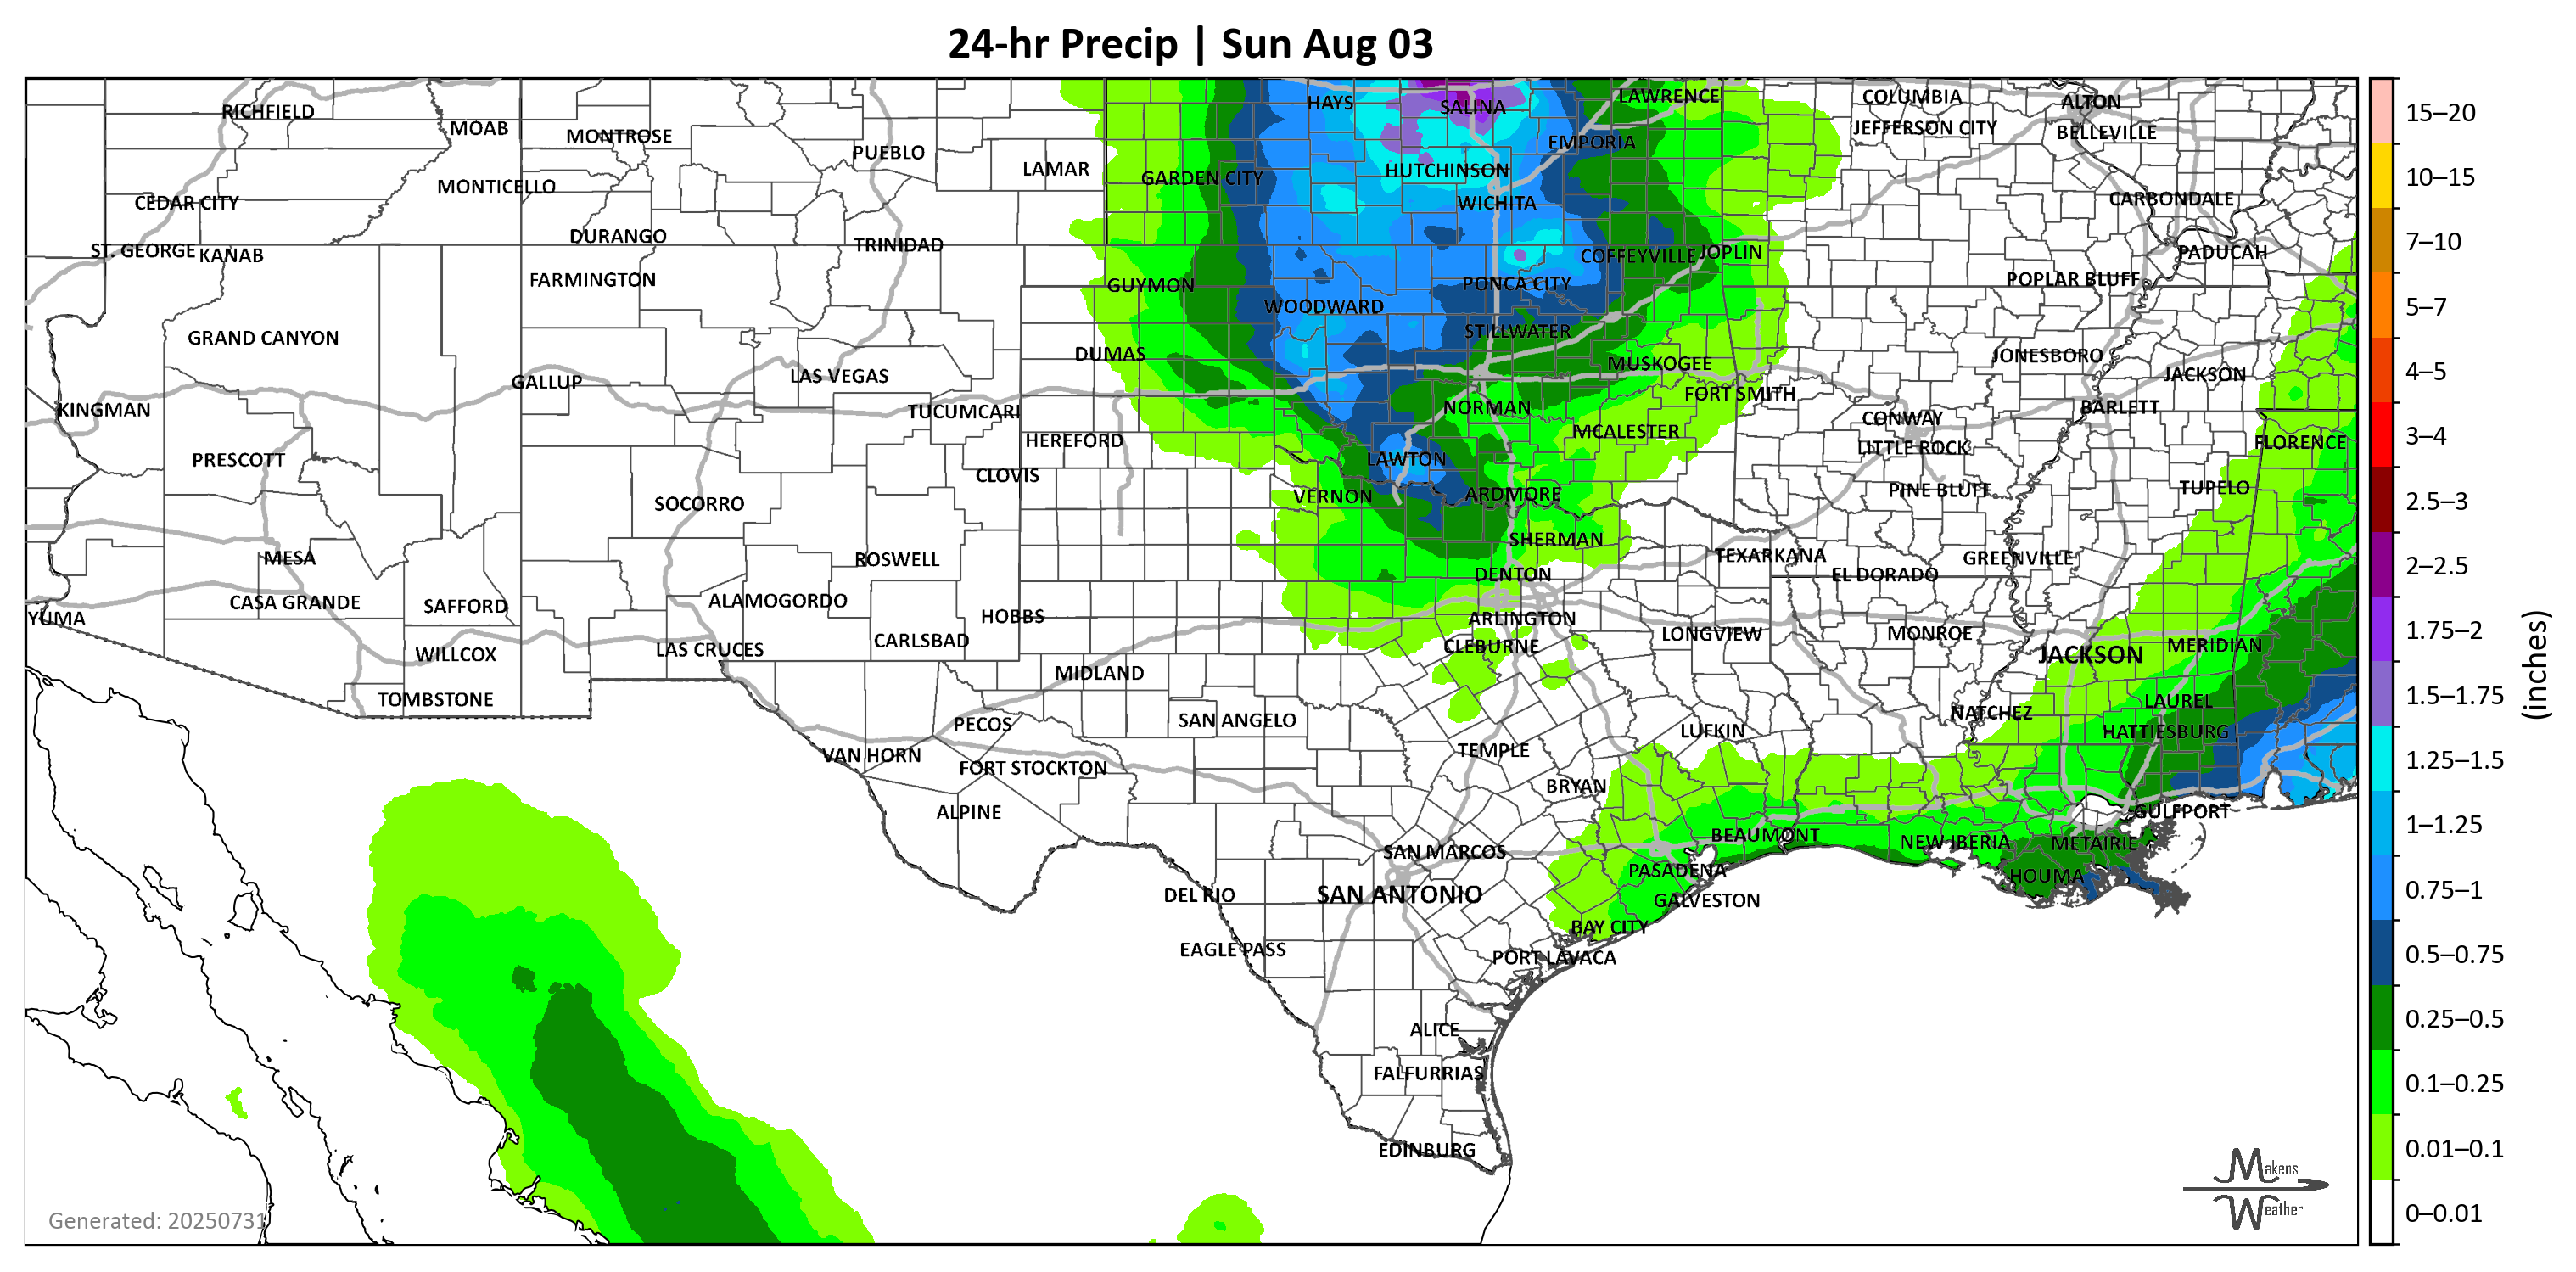 24-hr Precip | Sun Aug 03
RICHFIELD
MOAB
MONTROSE
PUEBLO
LAMAR
HAYS
SALINA
LAWRENCE
COLUMBIA
ALTON
JEFFERSON CITY
BELLEVILLE
EMPORIA
HUTCHINSON
GARDEN CITY
MONTICELLO
CEDAR CITY
WICHITA
CARBONDALE
DURANGO
TRINIDAD
ST. GEORGE
KANAB
COFFEYVILLE
JOPLIN
PADUCAH
FARMINGTON
GUYMON
PONCA CITY
POPLAR BLUFF
WOODWARD
STILLWATER
GRAND CANYON
DUMAS
MUSKOGEE
JONESBORO
GALLUP
LAS VEGAS
JACKSON
FORT SMITH
KINGMAN
TUCUMCARI
NORMAN
BARLETT
CONWAY
HEREFORD
MCALESTER
LITTLE ROCK
FLORENCE
PRESCOTT
LAWTON
CLOVIS
VERNON
ARDMORE
PINE BLUFF
TUPELO
SOCORRO
SHERMAN
MESA
ROSWELL
TEXARKANA
GREENVILLE
DENTON
EL DORADO
CASA GRANDE
SAFFORD
ALAMOGORDO
HOBBS
YUMA
ARLINGTON
LONGVIEW
MONROE
WILLCOX
LAS CRUCES
CARLSBAD
CLEBURNE
JACKSON
MERIDIAN
MIDLAND
TOMBSTONE
LAUREL
PECOS
SAN ANGELO
NATCHEZ
LUFKIN
HATTIESBURG
VAN HORN
TEMPLE
FORT STOCKTON
BRYAN
ALPINE
GULFPORT
BEAUMONT
NEW IBERIA
METAIRIE
SAN MARCOS
PASADENA
HOUMA
DEL RIO
SAN ANTONIO
GALVESTON
BAY CITY
EAGLE PASS
PORT LAVACA
ALICE
FALFURRIAS
EDINBURG
Generated: 20250731
Makens
Weather
15–20
10–15
7–10
5–7
4–5
3–4
2.5–3
2–2.5
1.75–2
1.5–1.75
1.25–1.5
1–1.25
0.75–1
0.5–0.75
0.25–0.5
0.1–0.25
0.01–0.1
0–0.01
(inches)